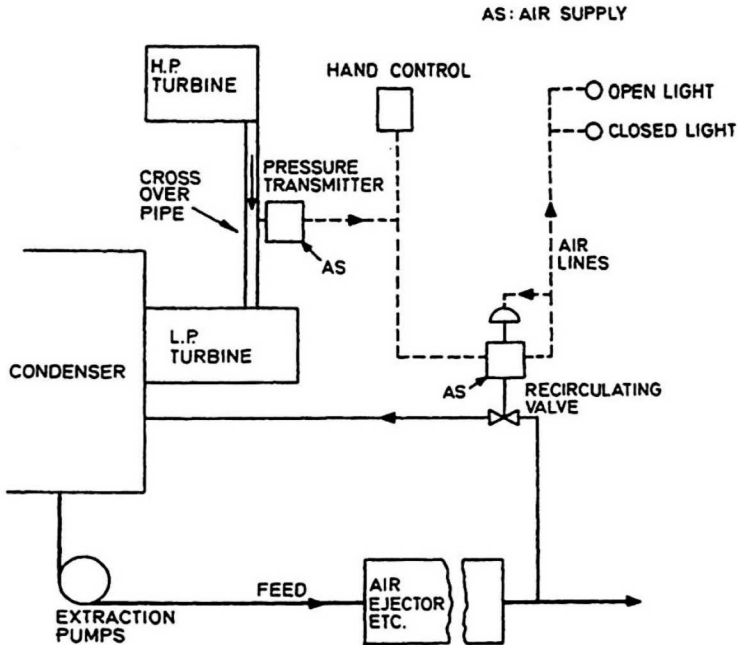 AS: AIR SUPPLY
H.P.
TURBINE
HAND CONTROL
OPEN LIGHT
CLOSED LIGHT
PRESSURE
TRANSMITTER
CROSS
OVER
PIPE
AS
AIR
LINES
L.P.
TURBINE
CONDENSER
AS
RECIRCULATING
VALVE
FEED
AIR
EJECTOR
ETC.
EXTRACTION
PUMPS